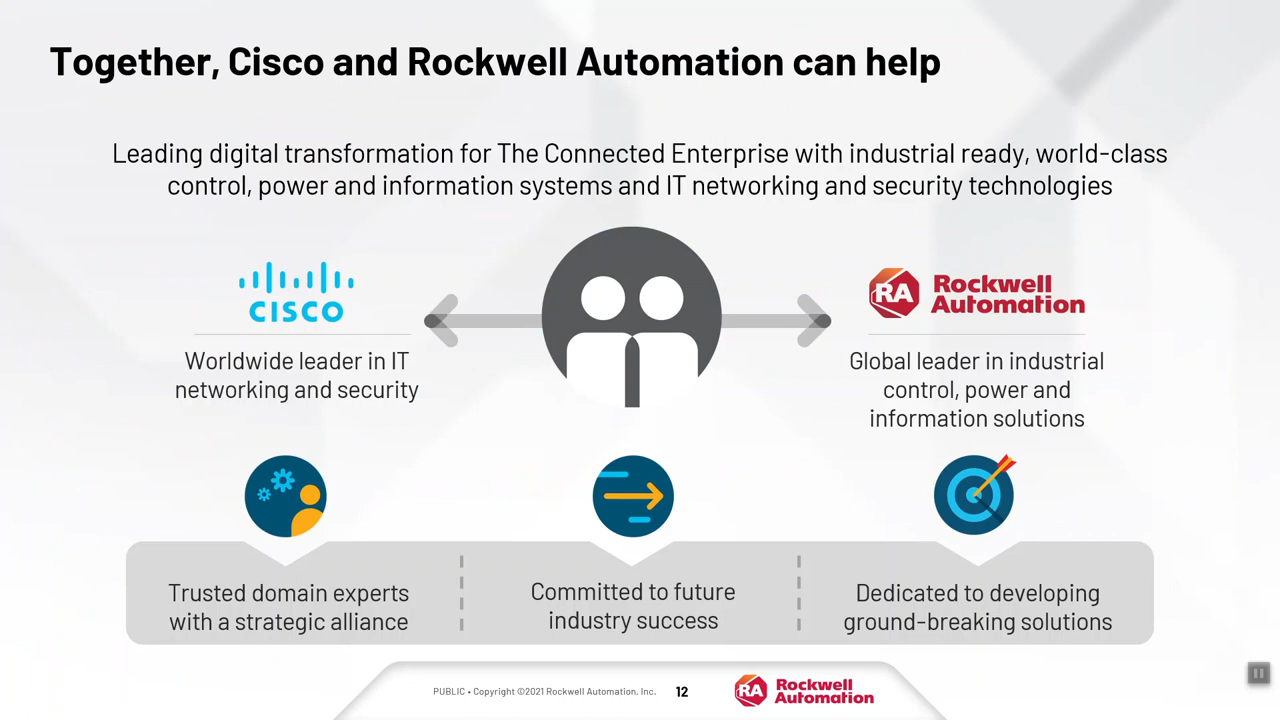 Together, Cisco and Rockwell Automation can help
Leading digital transformation for The Connected Enterprise with industrial ready, world-class
control, power and information systems and IT networking and security technologies
CISCO
Worldwide leader in IT
networking and security
RA Rockwell
Automation
Global leader in industrial
control, power and
information solutions
Trusted domain experts
with a strategic alliance
Committed to future
industry success
Dedicated to developing
ground-breaking solutions
PUBLIC • Copyright ©2021 Rockwell Automation, Inc. 12
RA Rockwell
Automation